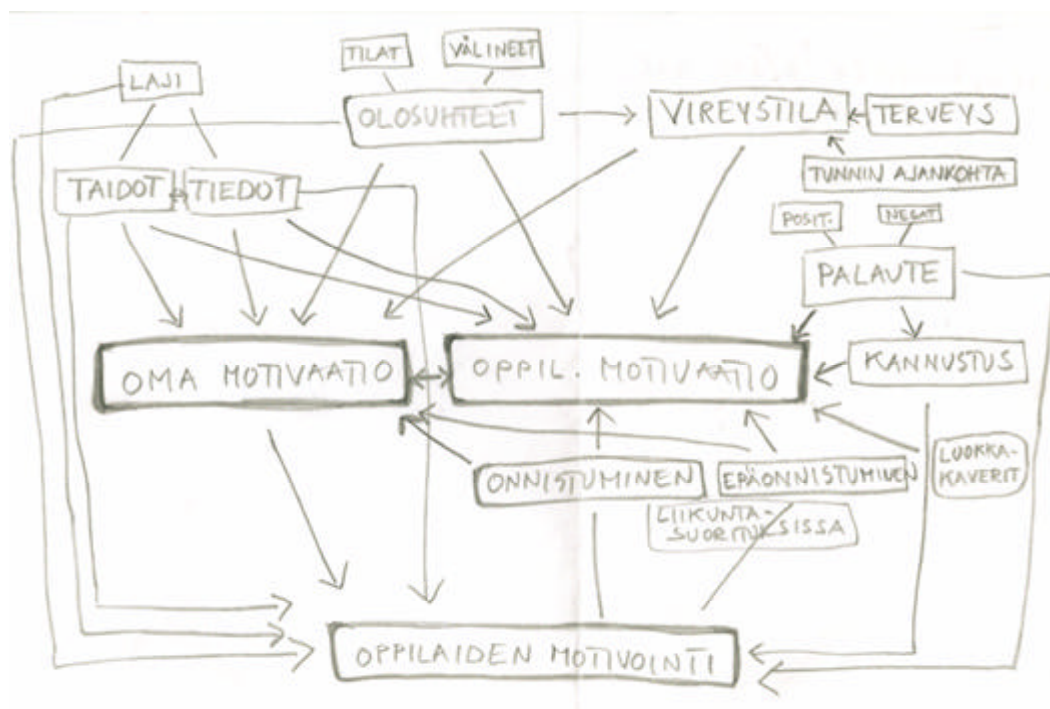 TILAT
VÄLINEET
LAJI
OLOSUHTEET
VIREYSTILA
TERVEYS
TUNNIN AJANKOHTA
TAIDOT
TIEDOT
POSIT.
NEGAT
PALAUTE
OMA MOTIVAATIO
OPPIL. MOTIVAATIO
KANNUSTUS
ONNISTUMINEN
EPÄONNISTUMINEN
LUOKKA-
KAVERIT
LIIKUNTA-
SUORITUKSISSA
OPPILAIDEN MOTIVOINTI